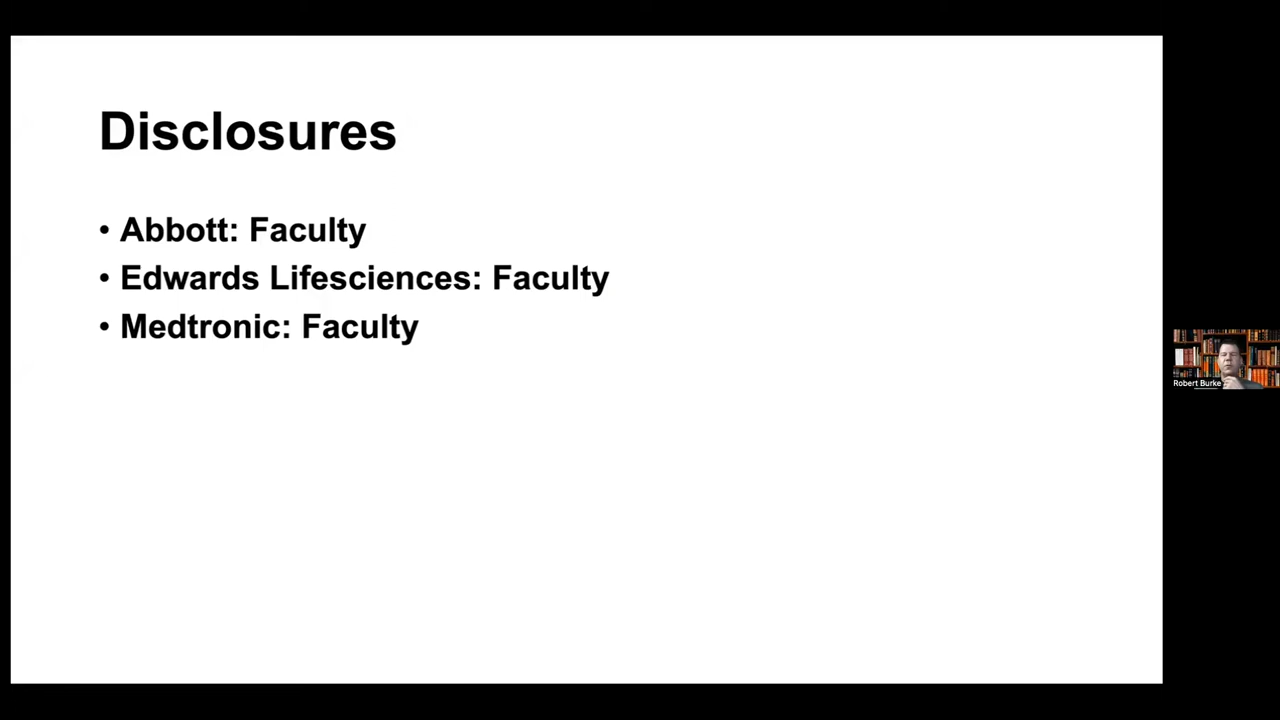 Disclosures
• Abbott: Faculty
• Edwards Lifesciences: Faculty
• Medtronic: Faculty
Robert Burke